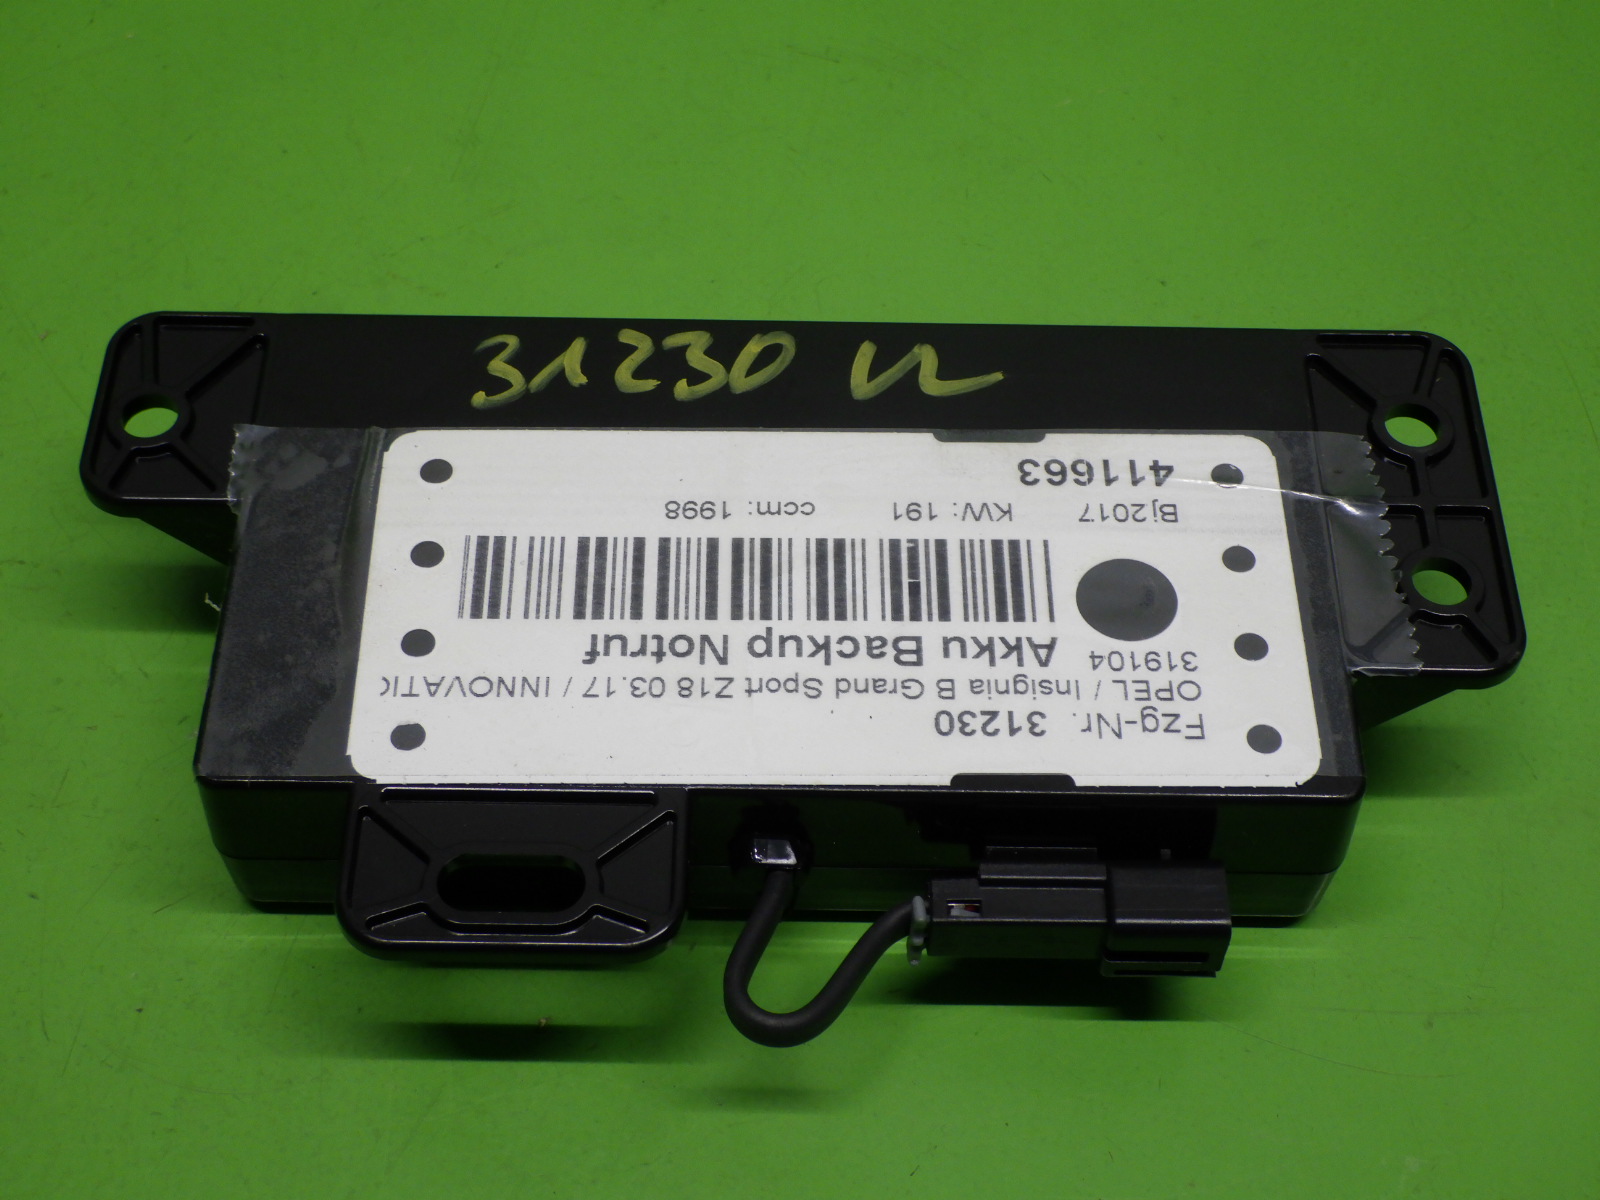 31230 VL
Fzg-Nr. 31230
OPEL / Insignia B Grand Sport Z18 03.17 / INNOVATIO
319104
Akku Backup Notruf
Bj2017 KW: 191 ccm: 1998
411663